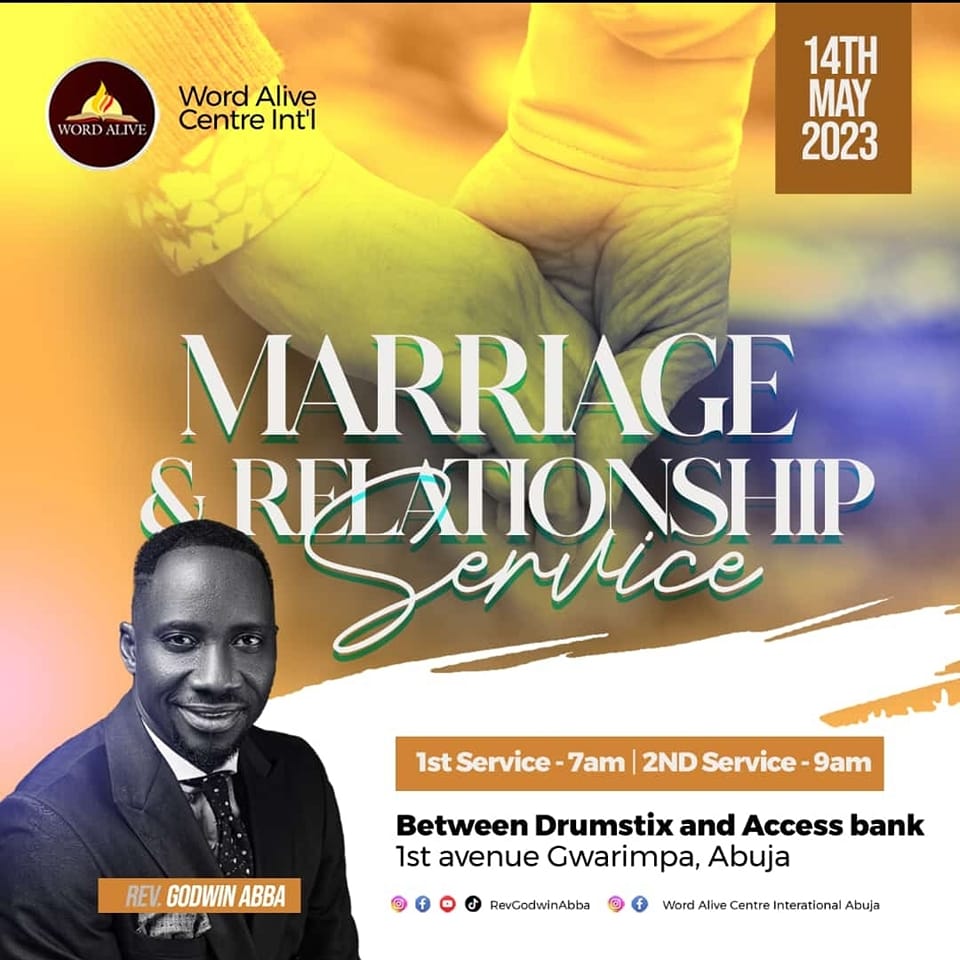 WORD ALIVE
Word Alive
Centre Int'l
14TH
MAY
2023
MARRIAGE
& RELATIONSHIP
Service
1st Service - 7am | 2ND Service - 9am
Between Drumstix and Access bank
1st avenue Gwarimpa, Abuja
REV. GODWIN ABBA
RevGodwinAbba
Word Alive Centre Interational Abuja